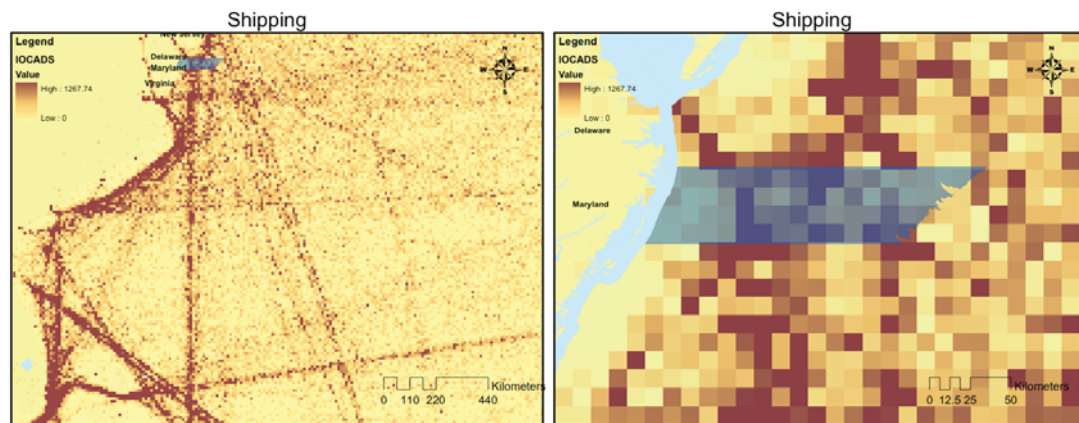 Shipping
Legend
IOCADS
Value
High : 1267.74
Low : 0
New Jersey
Delaware
Maryland
Virginia
N
W E
S
Kilometers
0 110 220 440
Shipping
Legend
IOCADS
Value
High : 1267.74
Low : 0
Delaware
Maryland
N
W E
S
Kilometers
0 12.5 25 50